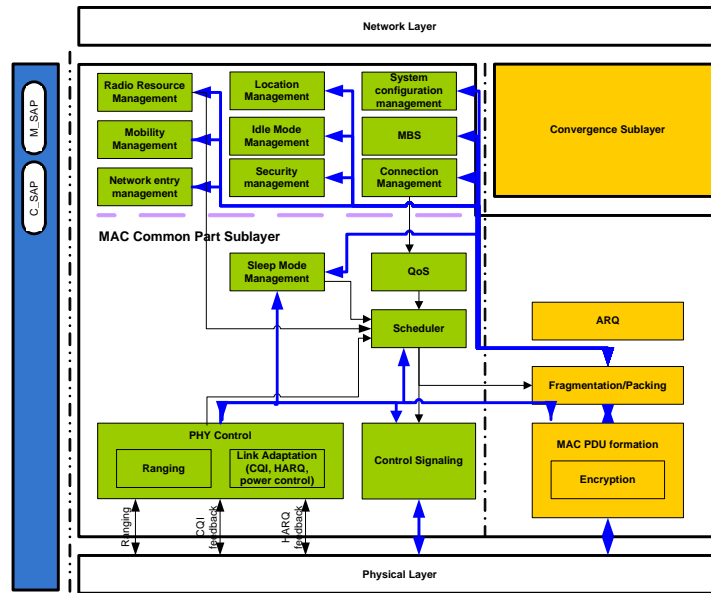 Network Layer
M_SAP
C_SAP
Radio Resource
Management
Location
Management
System
configuration
management
Mobility
Management
Idle Mode
Management
MBS
Convergence Sublayer
Network entry
management
Security
management
Connection
Management
MAC Common Part Sublayer
Sleep Mode
Management
QoS
Scheduler
ARQ
Fragmentation/Packing
PHY Control
Ranging
Link Adaptation
(CQI, HARQ,
power control)
Control Signaling
MAC PDU formation
Encryption
Ranging
CQI
feedback
HARQ
feedback
Physical Layer